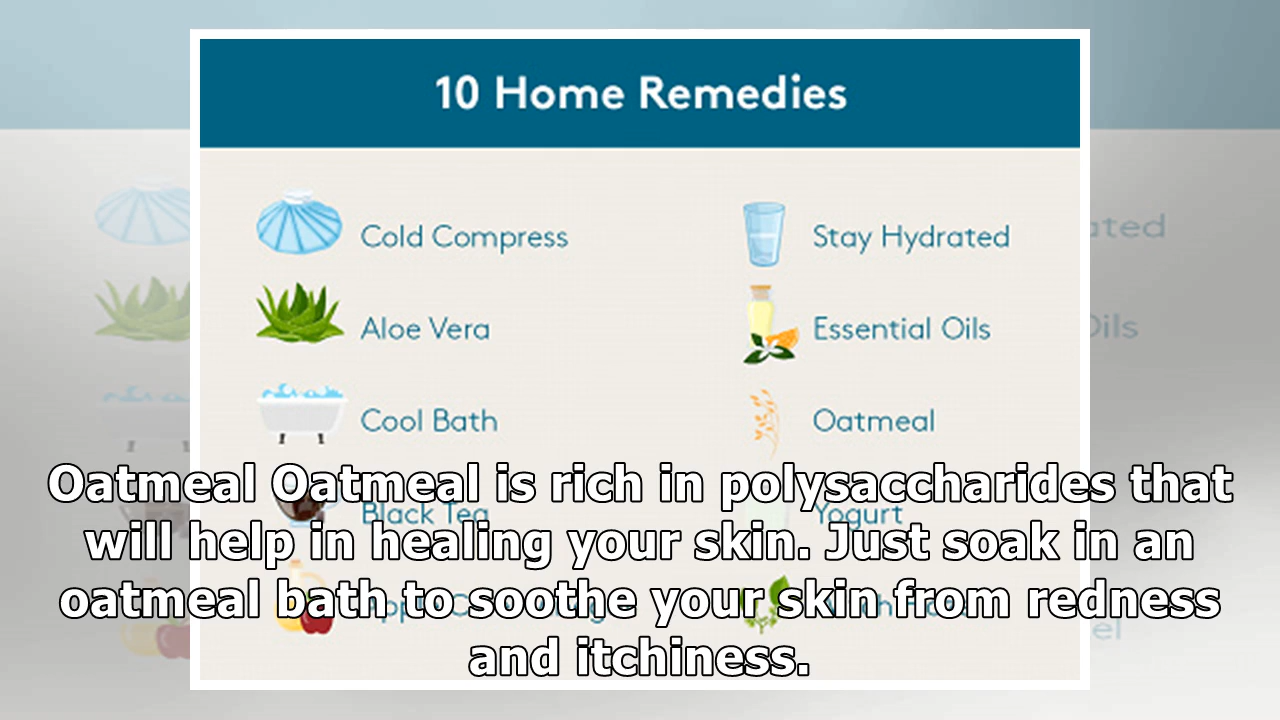 10 Home Remedies
Cold Compress
Stay Hydrated
Aloe Vera
Essential Oils
Cool Bath
Oatmeal
Black Tea
Yogurt
Oatmeal Oatmeal is rich in polysaccharides that
will help in healing your skin. Just soak in an
oatmeal bath to soothe your skin from redness
and itchiness.